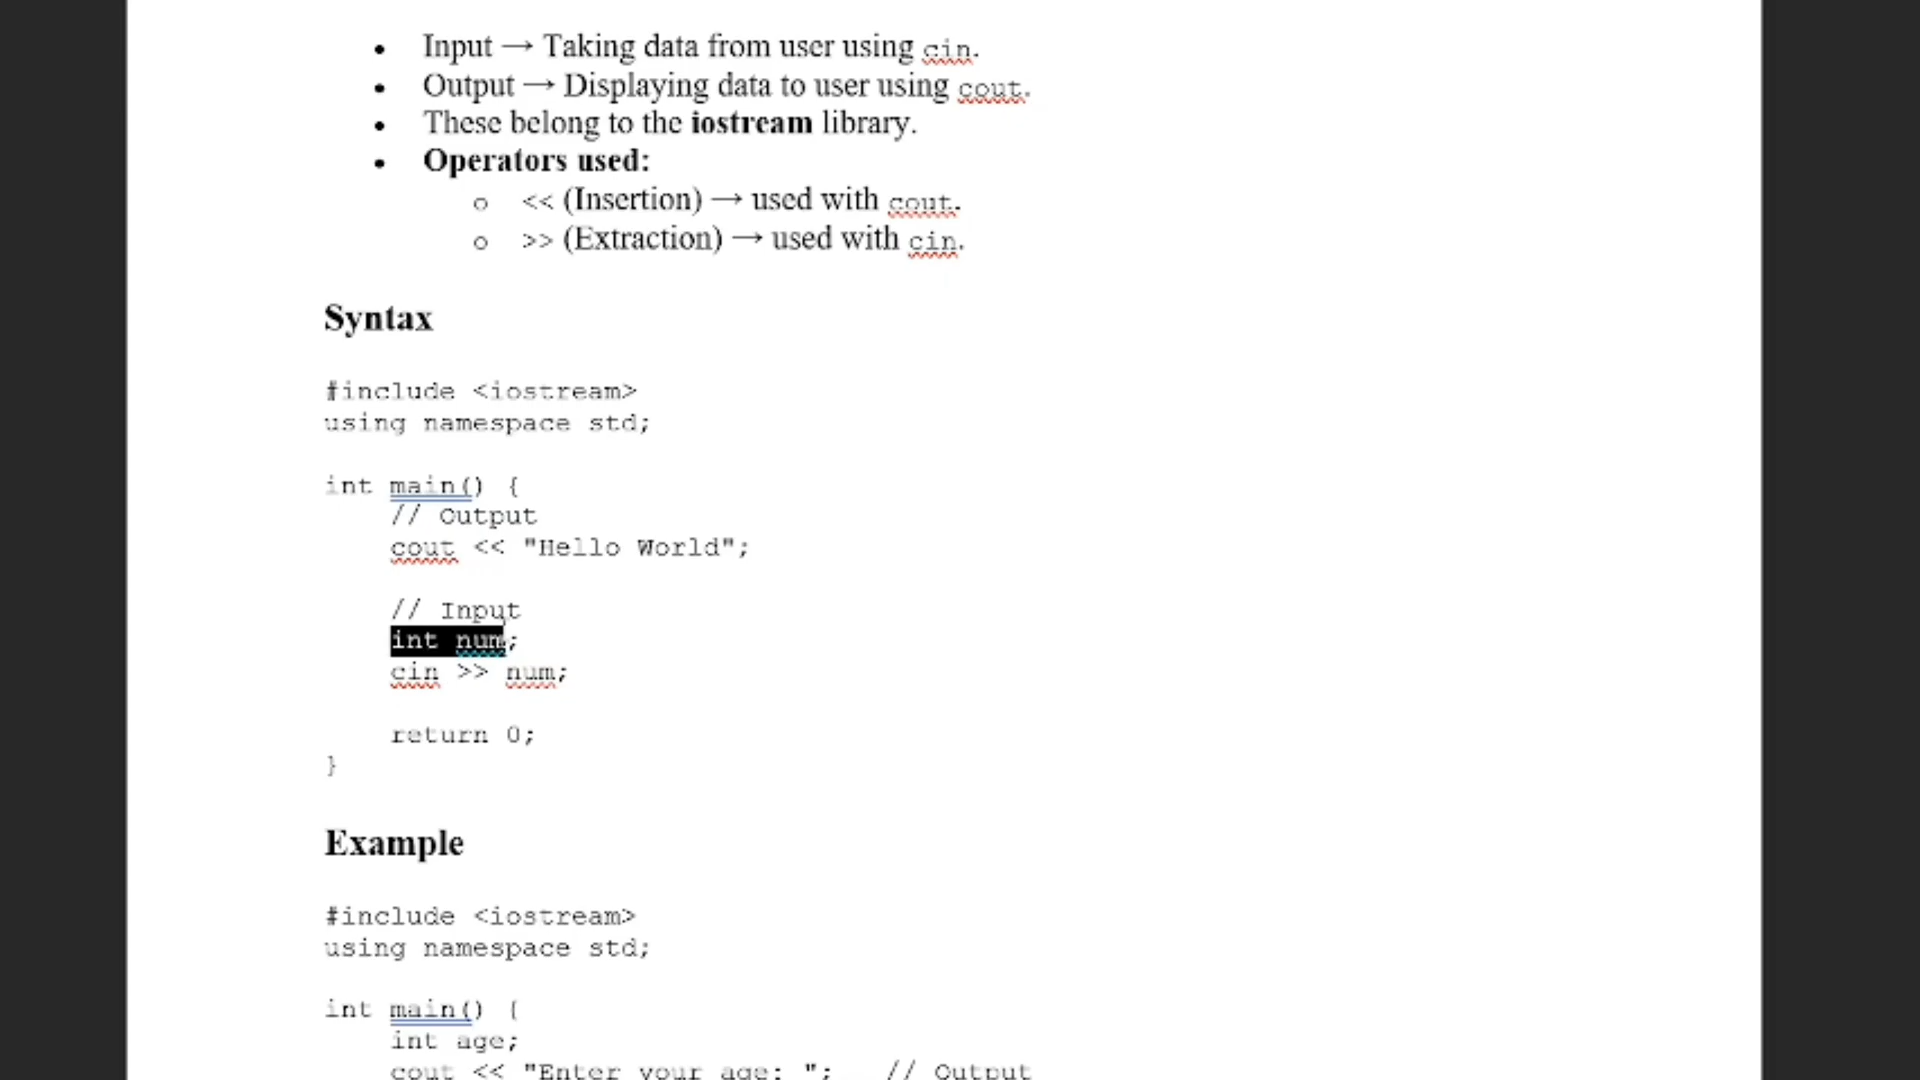 • Input → Taking data from user using cin.
• Output → Displaying data to user using cout.
• These belong to the iostream library.
• Operators used:
o << (Insertion) → used with cout.
o >> (Extraction) → used with cin.
Syntax
#include <iostream>
using namespace std;
int main() {
// Output
cout << "Hello World";
// Input
int num;
cin >> num;
return 0;
}
Example
#include <iostream>
using namespace std;
int main() {
int age;
cout << "Enter your age: "; // Output